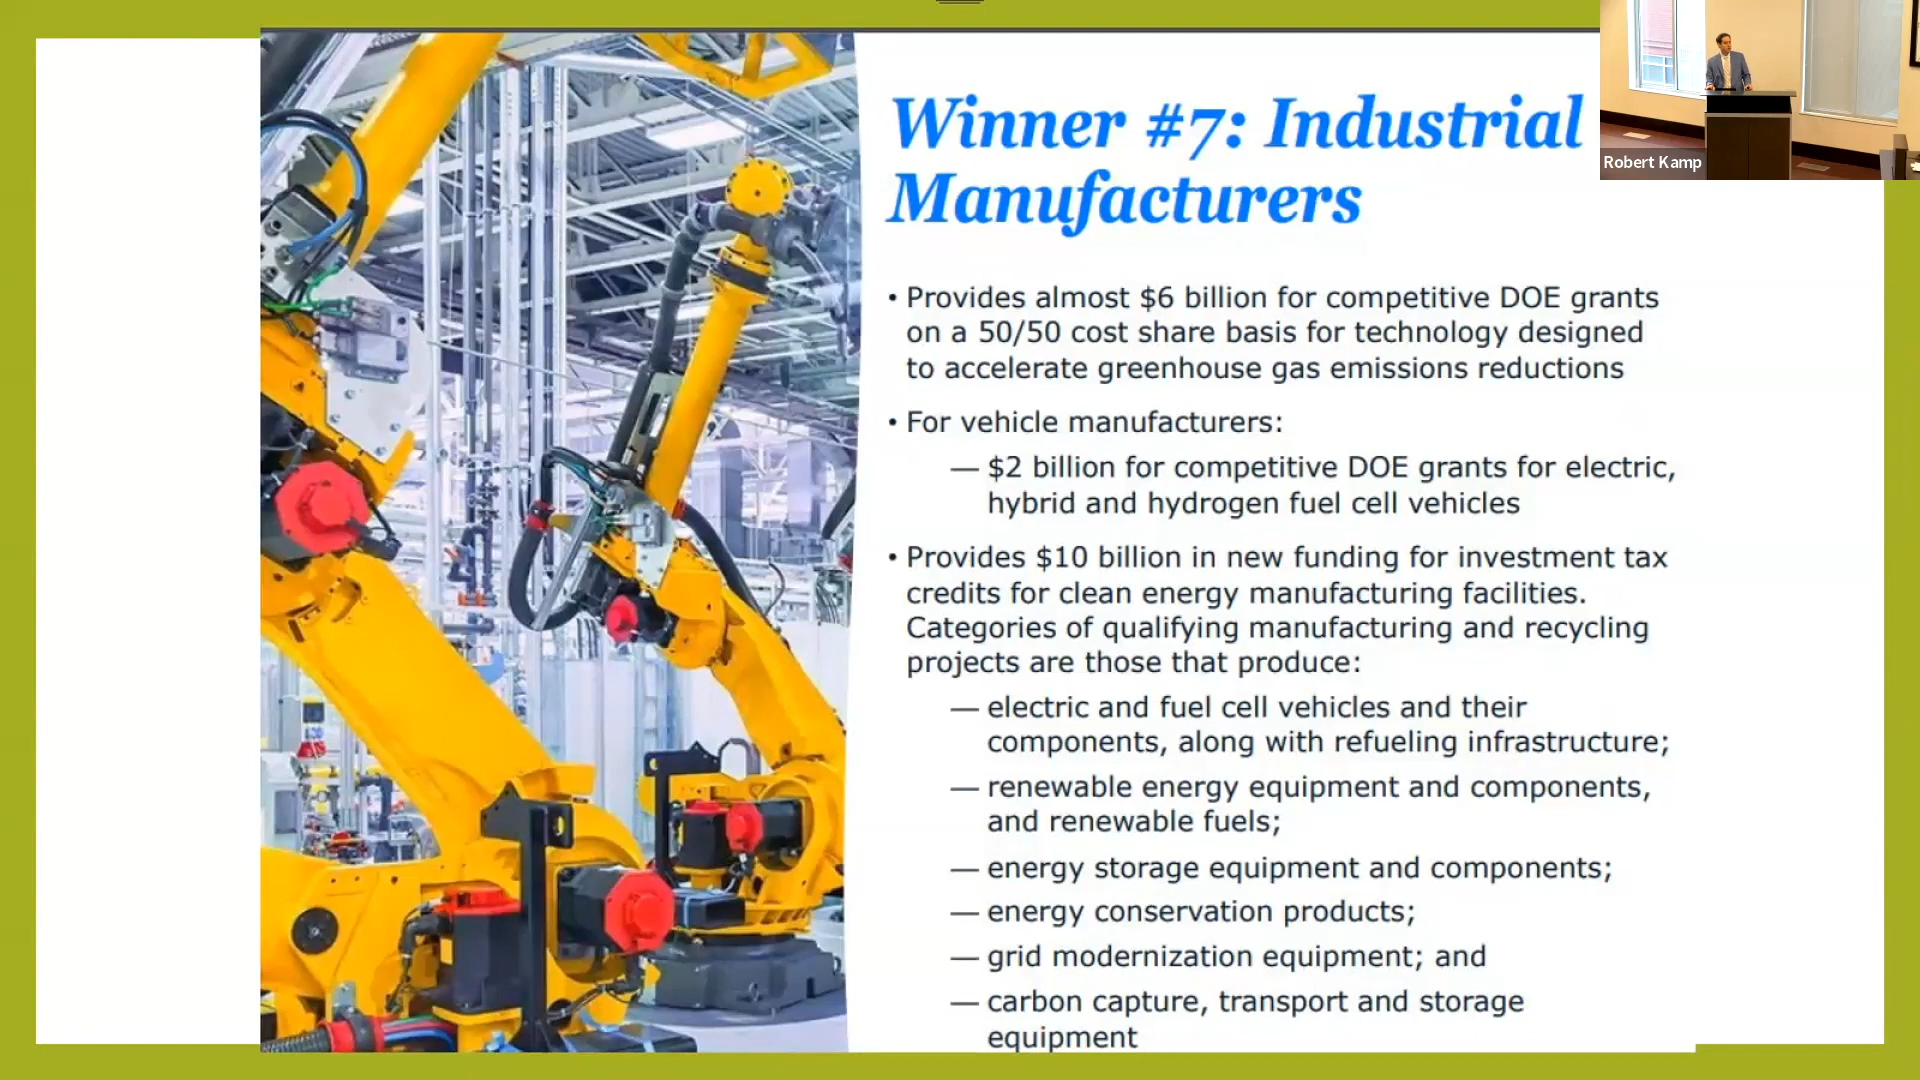 Winner #7: Industrial
Manufacturers
Robert Kamp
• Provides almost $6 billion for competitive DOE grants
on a 50/50 cost share basis for technology designed
to accelerate greenhouse gas emissions reductions
• For vehicle manufacturers:
— $2 billion for competitive DOE grants for electric,
hybrid and hydrogen fuel cell vehicles
• Provides $10 billion in new funding for investment tax
credits for clean energy manufacturing facilities.
Categories of qualifying manufacturing and recycling
projects are those that produce:
— electric and fuel cell vehicles and their
components, along with refueling infrastructure;
— renewable energy equipment and components,
and renewable fuels;
— energy storage equipment and components;
— energy conservation products;
— grid modernization equipment; and
— carbon capture, transport and storage
equipment